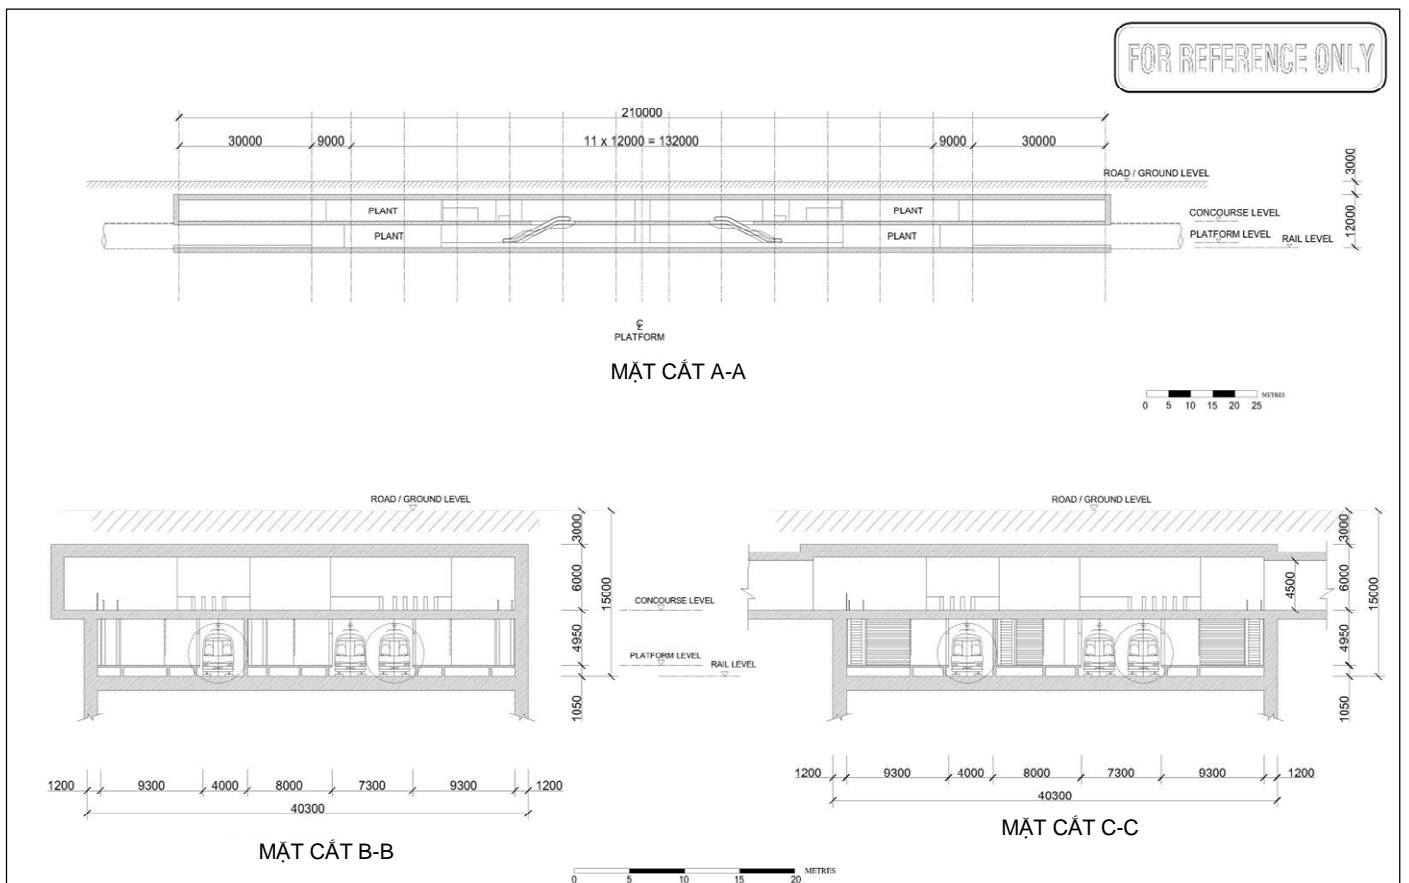 FOR REFERENCE ONLY
210000
30000 9000 11 x 12000 = 132000 9000 30000
3000
ROAD / GROUND LEVEL
PLANT PLANT
CONCOURSE LEVEL
12000
PLANT PLANT
PLATFORM LEVEL
RAIL LEVEL
PLATFORM
MẶT CẮT A-A
METRES
0 5 10 15 20 25
ROAD / GROUND LEVEL
3000
6000
15000
4950
1050
CONCOURSE LEVEL
PLATFORM LEVEL
RAIL LEVEL
1200 9300 4000 8000 7300 9300 1200
40300
MẶT CẮT B-B
ROAD / GROUND LEVEL
3000
4500
6000
15000
4950
1050
1200 9300 4000 8000 7300 9300 1200
40300
MẶT CẮT C-C
METRES
0 5 10 15 20